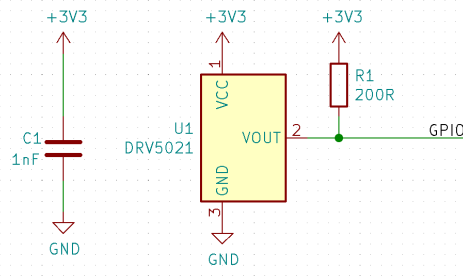 +3V3
+3V3
+3V3
1
VCC
R1
200R
C1
1nF
U1
DRV5021
VOUT
2
GPIO
GND
3
GND
GND